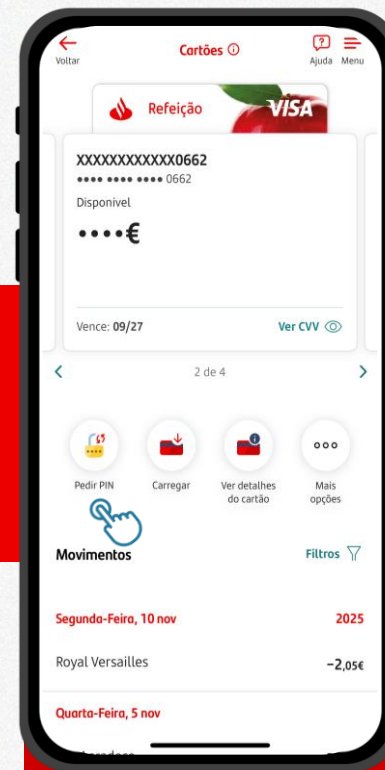 Voltar
Cartões
Ajuda
Menu
Refeição
VISA
XXXXXXXXXXXX0662
•••• •••• •••• 0662
Disponivel
••••€
Vence: 09/27
Ver CVV
2 de 4
Pedir PIN
Carregar
Ver detalhes
do cartão
Mais
opções
Movimentos
Filtros
Segunda-Feira, 10 nov
2025
Royal Versailles
-2,05€
Quarta-Feira, 5 nov